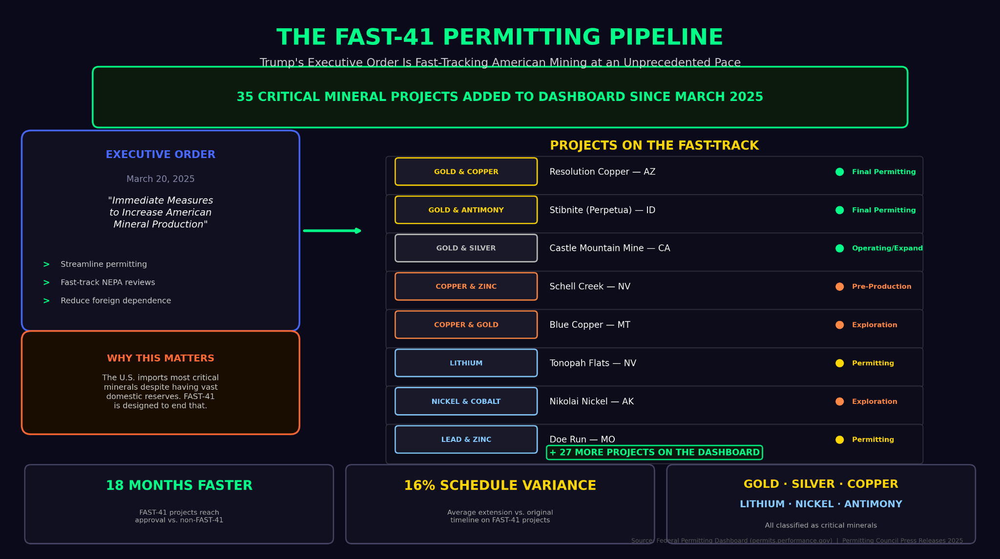 THE FAST-41 PERMITTING PIPELINE
Trump's Executive Order Is Fast-Tracking American Mining at an Unprecedented Pace
35 CRITICAL MINERAL PROJECTS ADDED TO DASHBOARD SINCE MARCH 2025
EXECUTIVE ORDER
March 20, 2025
"Immediate Measures
to Increase American
Mineral Production"
> Streamline permitting
> Fast-track NEPA reviews
> Reduce foreign dependence
WHY THIS MATTERS
The U.S. imports most critical
minerals despite having vast
domestic reserves. FAST-41
is designed to end that.
PROJECTS ON THE FAST-TRACK
GOLD & COPPER Resolution Copper — AZ Final Permitting
GOLD & ANTIMONY Stibnite (Perpetua) — ID Final Permitting
GOLD & SILVER Castle Mountain Mine — CA Operating/Expand
COPPER & ZINC Schell Creek — NV Pre-Production
COPPER & GOLD Blue Copper — MT Exploration
LITHIUM Tonopah Flats — NV Permitting
NICKEL & COBALT Nikolai Nickel — AK Exploration
LEAD & ZINC Doe Run — MO Permitting
+ 27 MORE PROJECTS ON THE DASHBOARD
18 MONTHS FASTER
FAST-41 projects reach
approval vs. non-FAST-41
16% SCHEDULE VARIANCE
Average extension vs. original
timeline on FAST-41 projects
GOLD · SILVER · COPPER
LITHIUM · NICKEL · ANTIMONY
All classified as critical minerals
Source: Federal Permitting Dashboard (permits.performance.gov) | Permitting Council Press Releases 2025